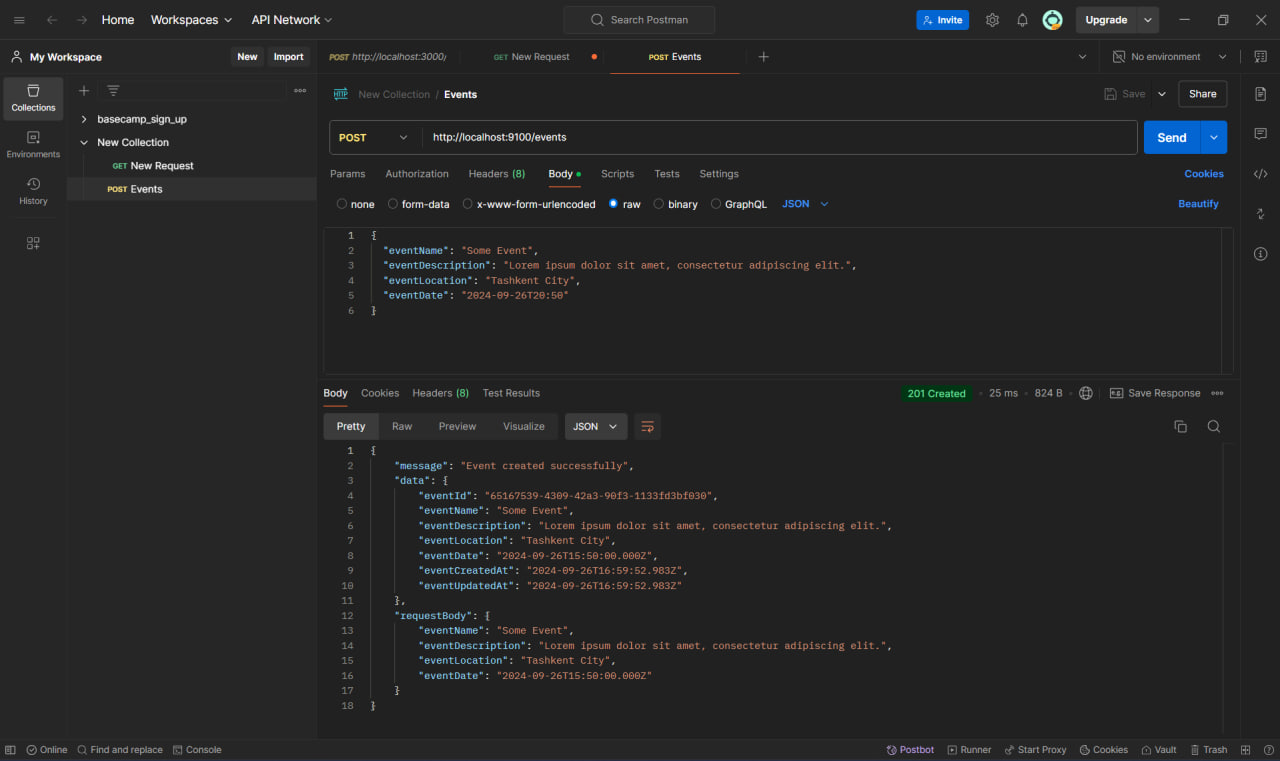 Home Workspaces API Network Search Postman Invite Upgrade
My Workspace New Import POST http://localhost:3000/ GET New Request POST Events No environment
Collections
Environments
History
basecamp_sign_up
New Collection
GET New Request
POST Events
HTTP New Collection / Events Save Share
POST http://localhost:9100/events Send
Params Authorization Headers (8) Body Scripts Tests Settings Cookies
none form-data x-www-form-urlencoded raw binary GraphQL JSON Beautify
1 {
2 "eventName": "Some Event",
3 "eventDescription": "Lorem ipsum dolor sit amet, consectetur adipiscing elit.",
4 "eventLocation": "Tashkent City",
5 "eventDate": "2024-09-26T20:50"
6 }
Body Cookies Headers (8) Test Results 201 Created 25 ms 824 B Save Response
Pretty Raw Preview Visualize JSON
1 {
2 "message": "Event created successfully",
3 "data": {
4 "eventId": "65167539-4309-42a3-90f3-1133fd3bf030",
5 "eventName": "Some Event",
6 "eventDescription": "Lorem ipsum dolor sit amet, consectetur adipiscing elit.",
7 "eventLocation": "Tashkent City",
8 "eventDate": "2024-09-26T15:50:00.000Z",
9 "eventCreatedAt": "2024-09-26T16:59:52.983Z",
10 "eventUpdatedAt": "2024-09-26T16:59:52.983Z"
11 },
12 "requestBody": {
13 "eventName": "Some Event",
14 "eventDescription": "Lorem ipsum dolor sit amet, consectetur adipiscing elit.",
15 "eventLocation": "Tashkent City",
16 "eventDate": "2024-09-26T15:50:00.000Z"
17 }
18 }
Online Find and replace Console Postbot Runner Start Proxy Cookies Vault Trash